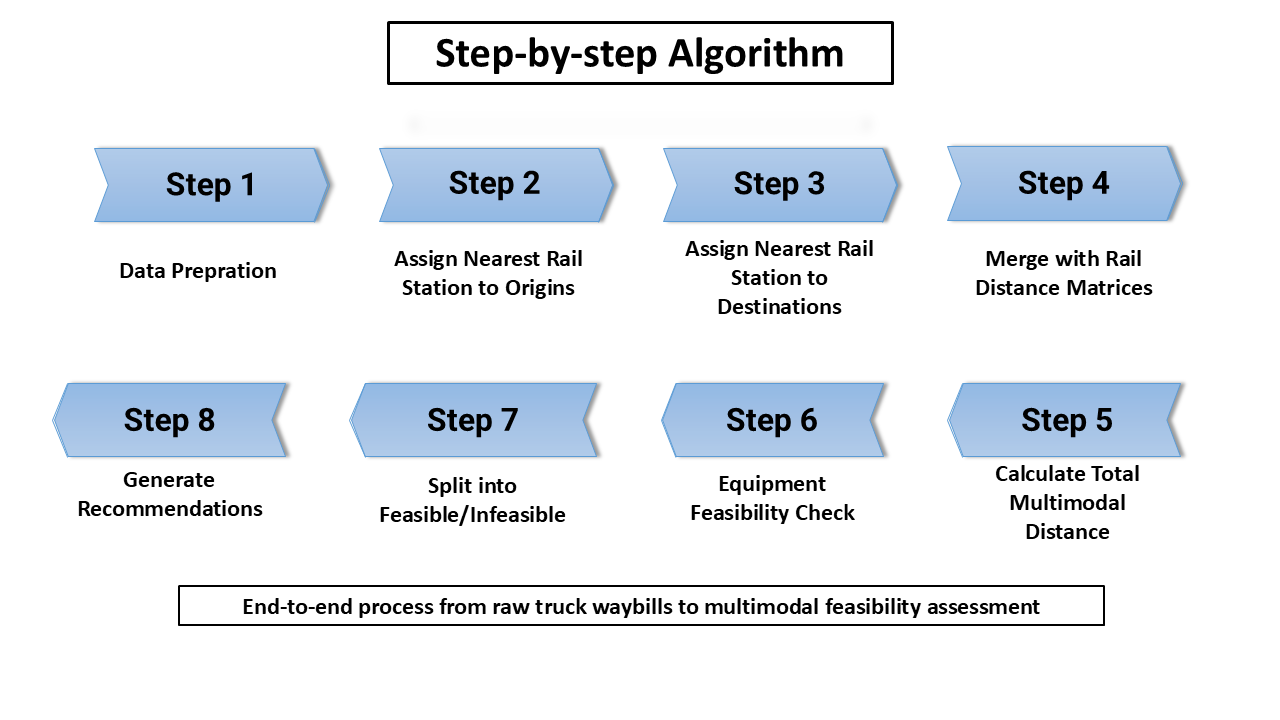 Step-by-step Algorithm
Step 1
Data Prepration
Step 2
Assign Nearest Rail
Station to Origins
Step 3
Assign Nearest Rail
Station to
Destinations
Step 4
Merge with Rail
Distance Matrices
Step 5
Calculate Total
Multimodal
Distance
Step 6
Equipment
Feasibility Check
Step 7
Split into
Feasible/Infeasible
Step 8
Generate
Recommendations
End-to-end process from raw truck waybills to multimodal feasibility assessment